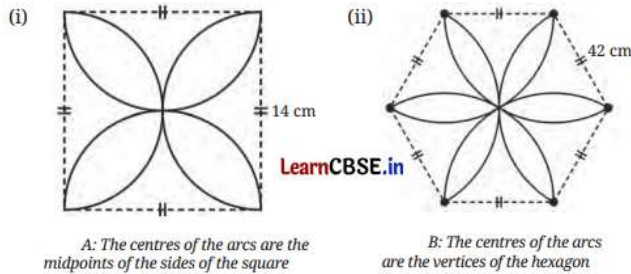 (i)
(ii)
14 cm
42 cm
LearnCBSE.in
A: The centres of the arcs are the
midpoints of the sides of the square
B: The centres of the arcs
are the vertices of the hexagon